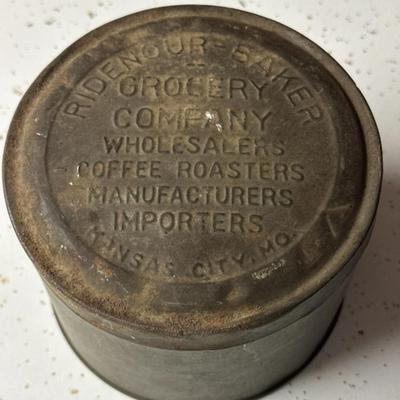 RIDENOUR-BAKER
GROCERY
COMPANY
WHOLESALERS
COFFEE ROASTERS
MANUFACTURERS
IMPORTERS
KANSAS CITY, MO.